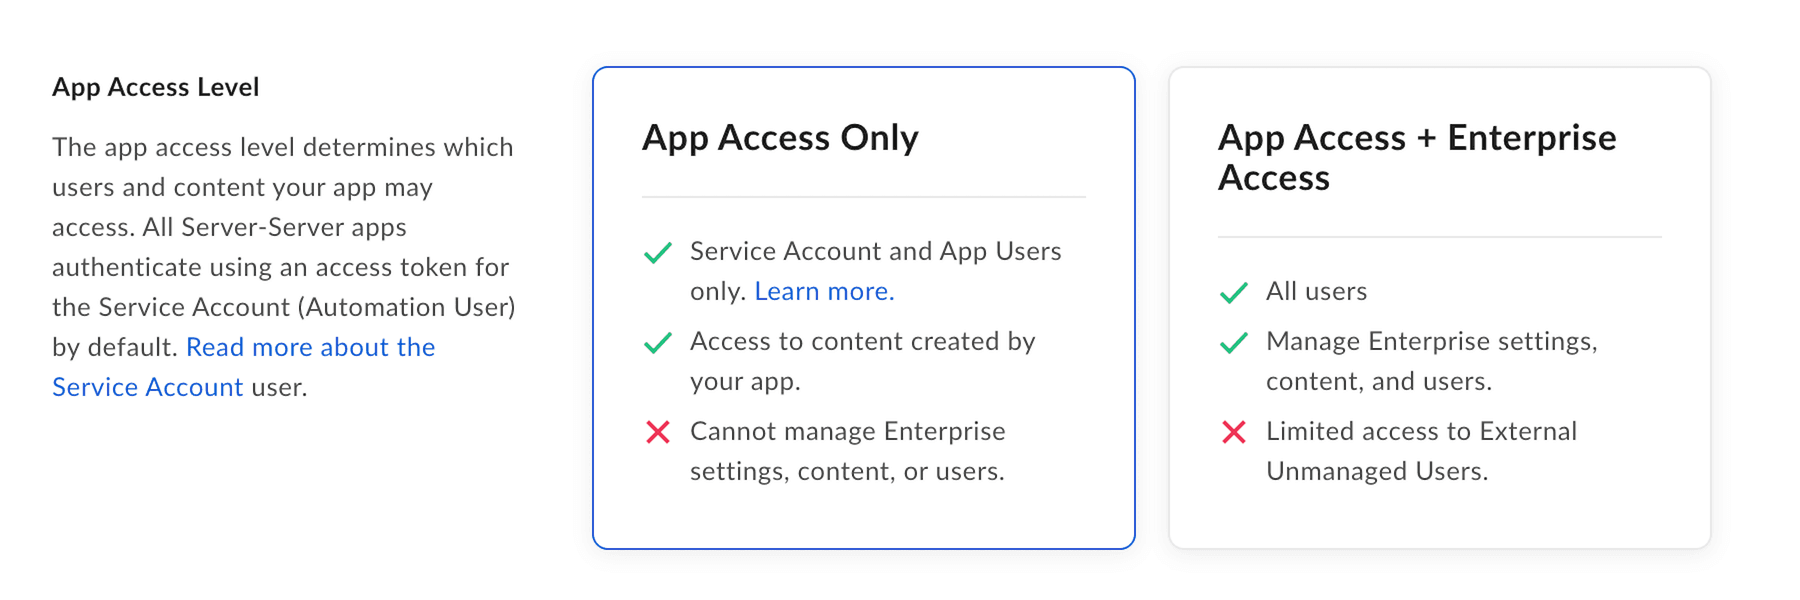 App Access Level
The app access level determines which
users and content your app may
access. All Server-Server apps
authenticate using an access token for
the Service Account (Automation User)
by default. Read more about the
Service Account user.
App Access Only
Service Account and App Users
only. Learn more.
Access to content created by
your app.
Cannot manage Enterprise
settings, content, or users.
App Access + Enterprise
Access
All users
Manage Enterprise settings,
content, and users.
Limited access to External
Unmanaged Users.